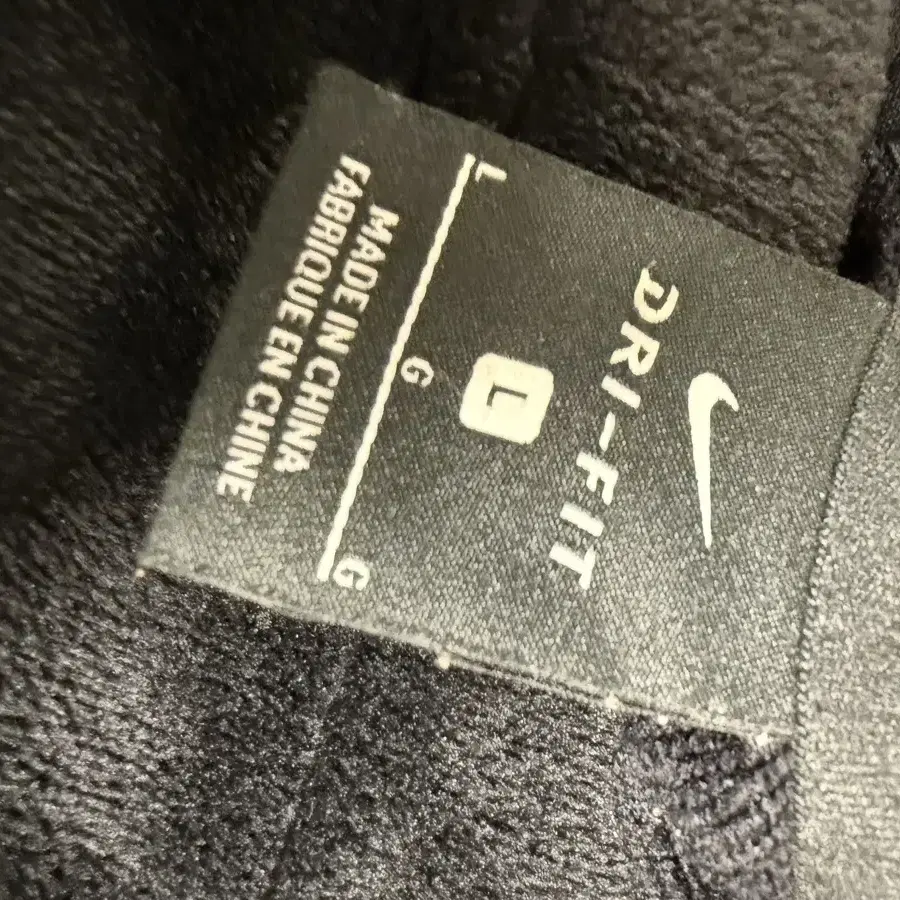 DRI-FIT
L
L G G
MADE IN CHINA
FABRIQUE EN CHINE